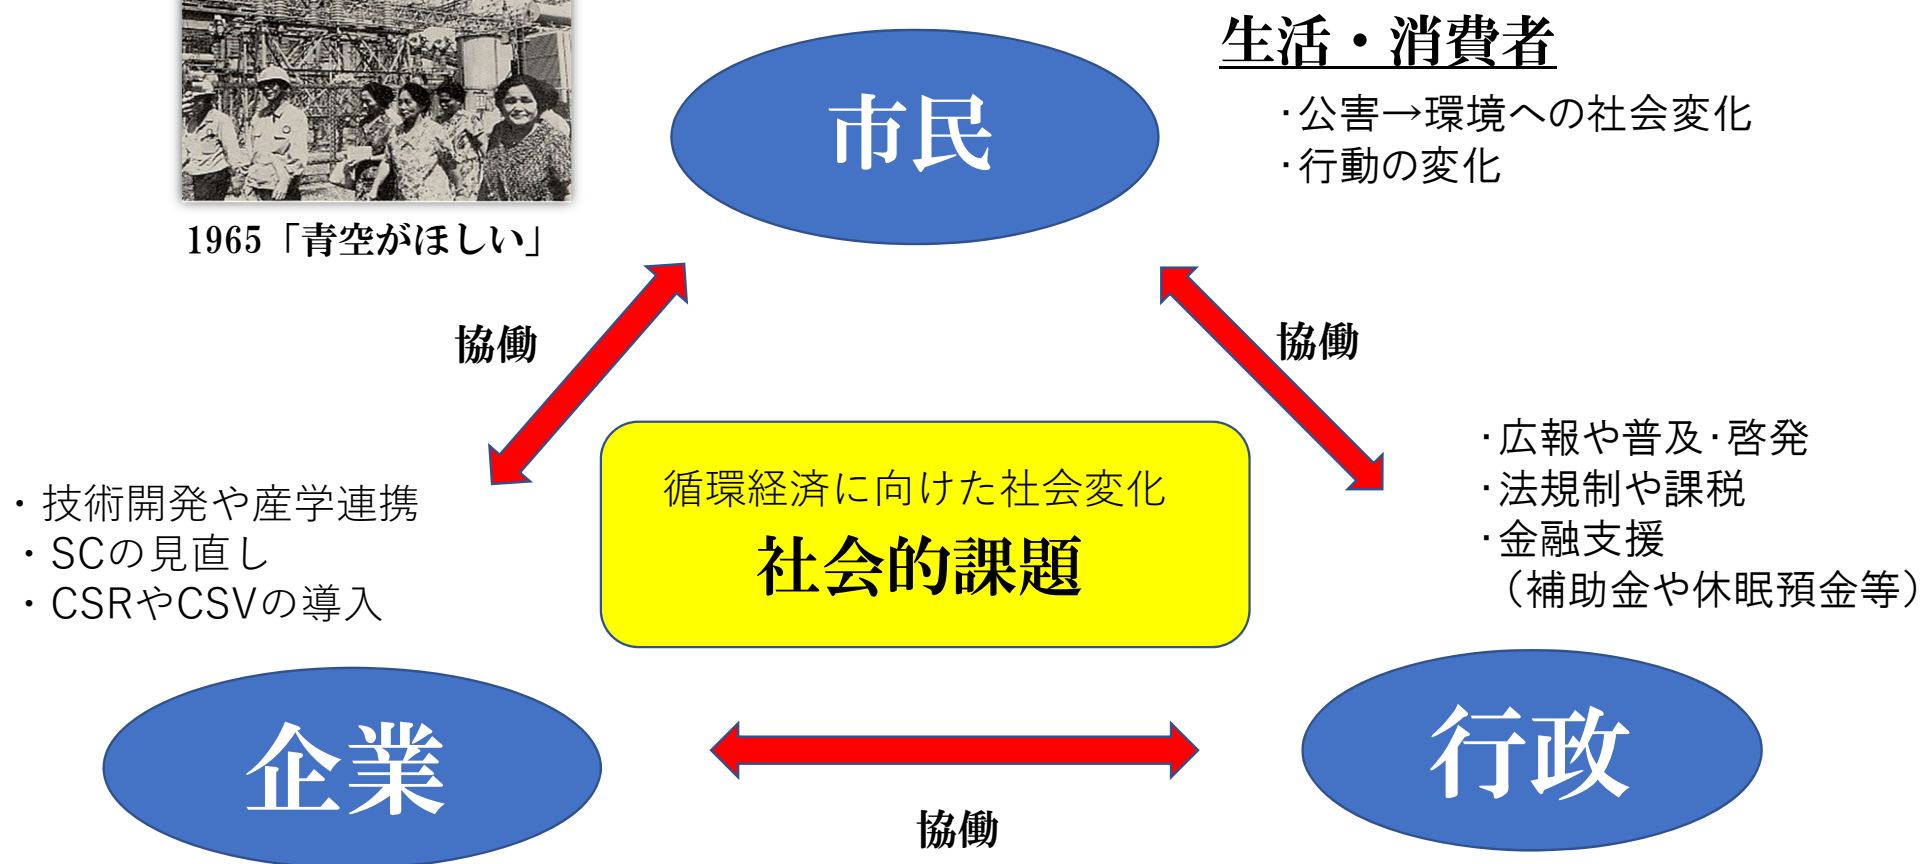 生活・消費者
・公害→環境への社会変化
・行動の変化
市民
1965「青空がほしい」
協働
協働
・技術開発や産学連携
・SCの見直し
・CSRやCSVの導入
循環経済に向けた社会変化
社会的課題
・広報や普及・啓発
・法規制や課税
・金融支援
（補助金や休眠預金等）
企業
行政
協働